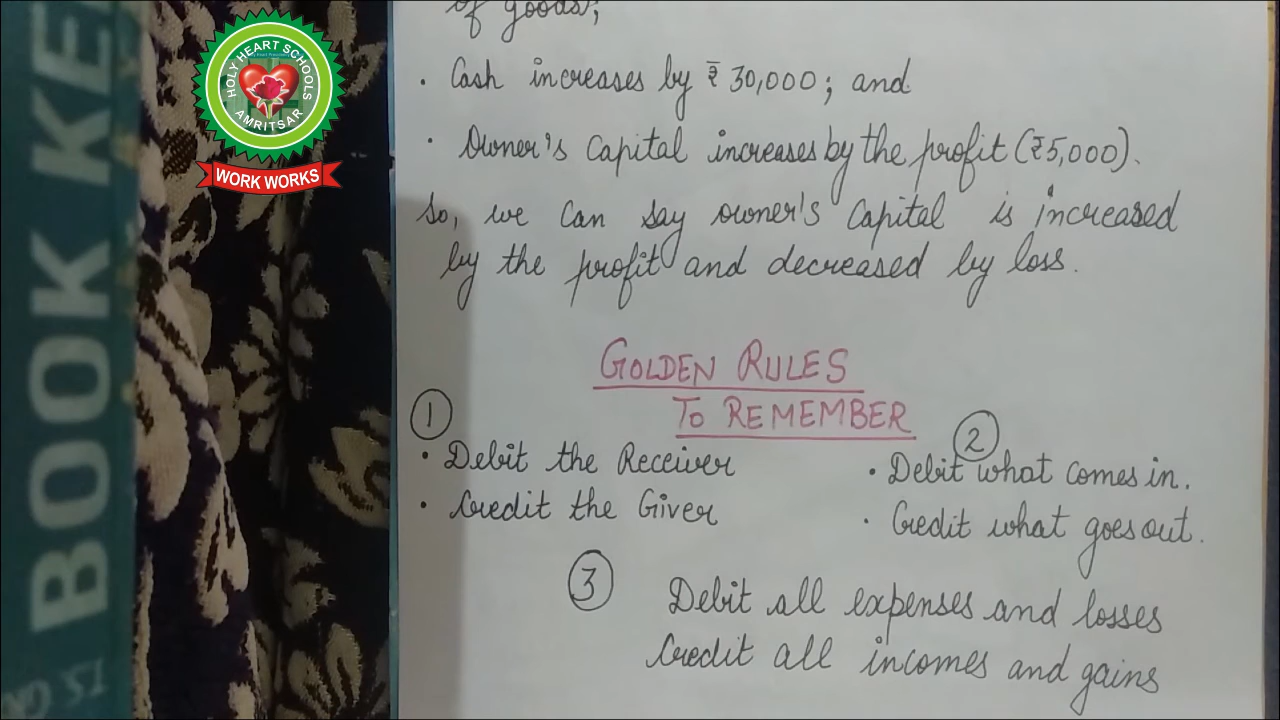 HOLY HEART SCHOOLS
AMRITSAR
WORK WORKS
BOOK KE
of goods;
· Cash increases by ₹ 30,000; and
· Owner's Capital increases by the profit (₹5,000).
So, we can say owner's capital is increased
by the profit and decreased by loss.
GOLDEN RULES
TO REMEMBER
1
· Debit the Receiver
· Credit the Giver
2
· Debit what comes in.
· Credit what goes out.
3
Debit all expenses and losses
Credit all incomes and gains